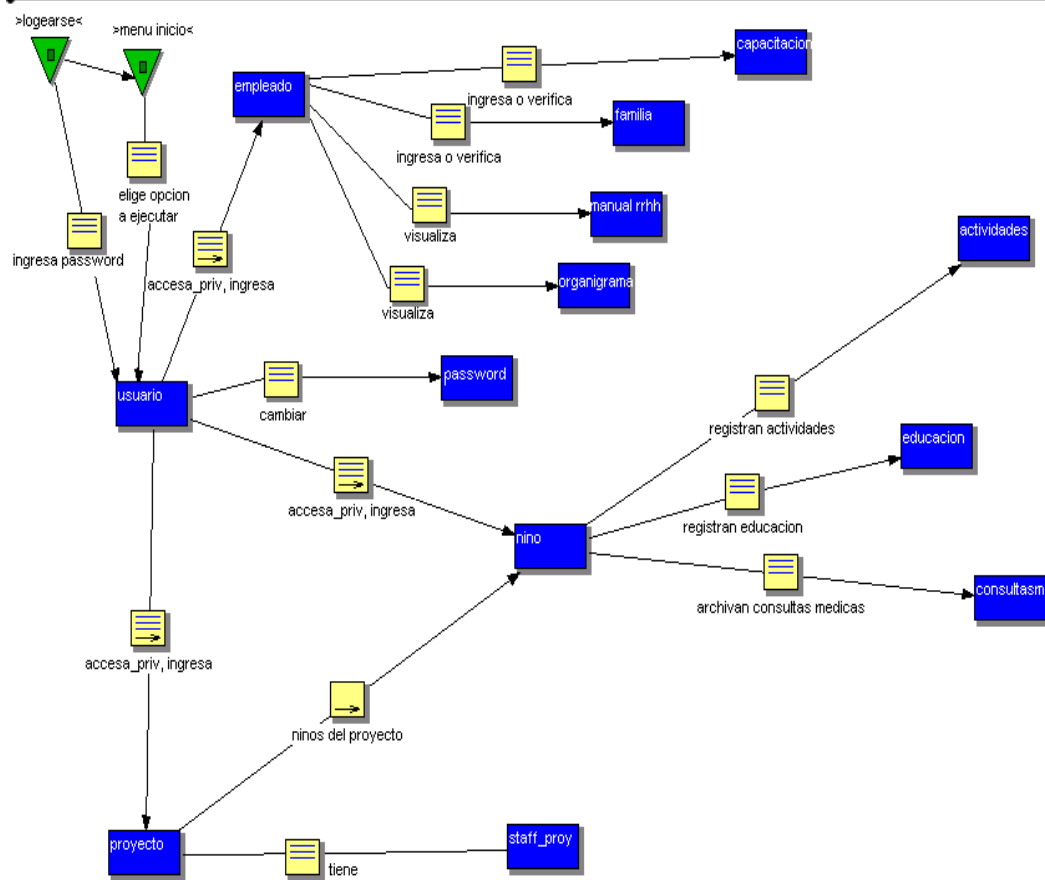 >logearse<
>menu inicio<
capacitacion
empleado
ingresa o verifica
familia
ingresa o verifica
elige opcion
a ejecutar
manual rrhh
visualiza
actividades
ingresa password
accesa_priv, ingresa
organigrama
visualiza
usuario
password
cambiar
registran actividades
educacion
accesa_priv, ingresa
registran educacion
nino
consultasm
archivan consultas medicas
accesa_priv, ingresa
ninos del proyecto
proyecto
staff_proy
tiene